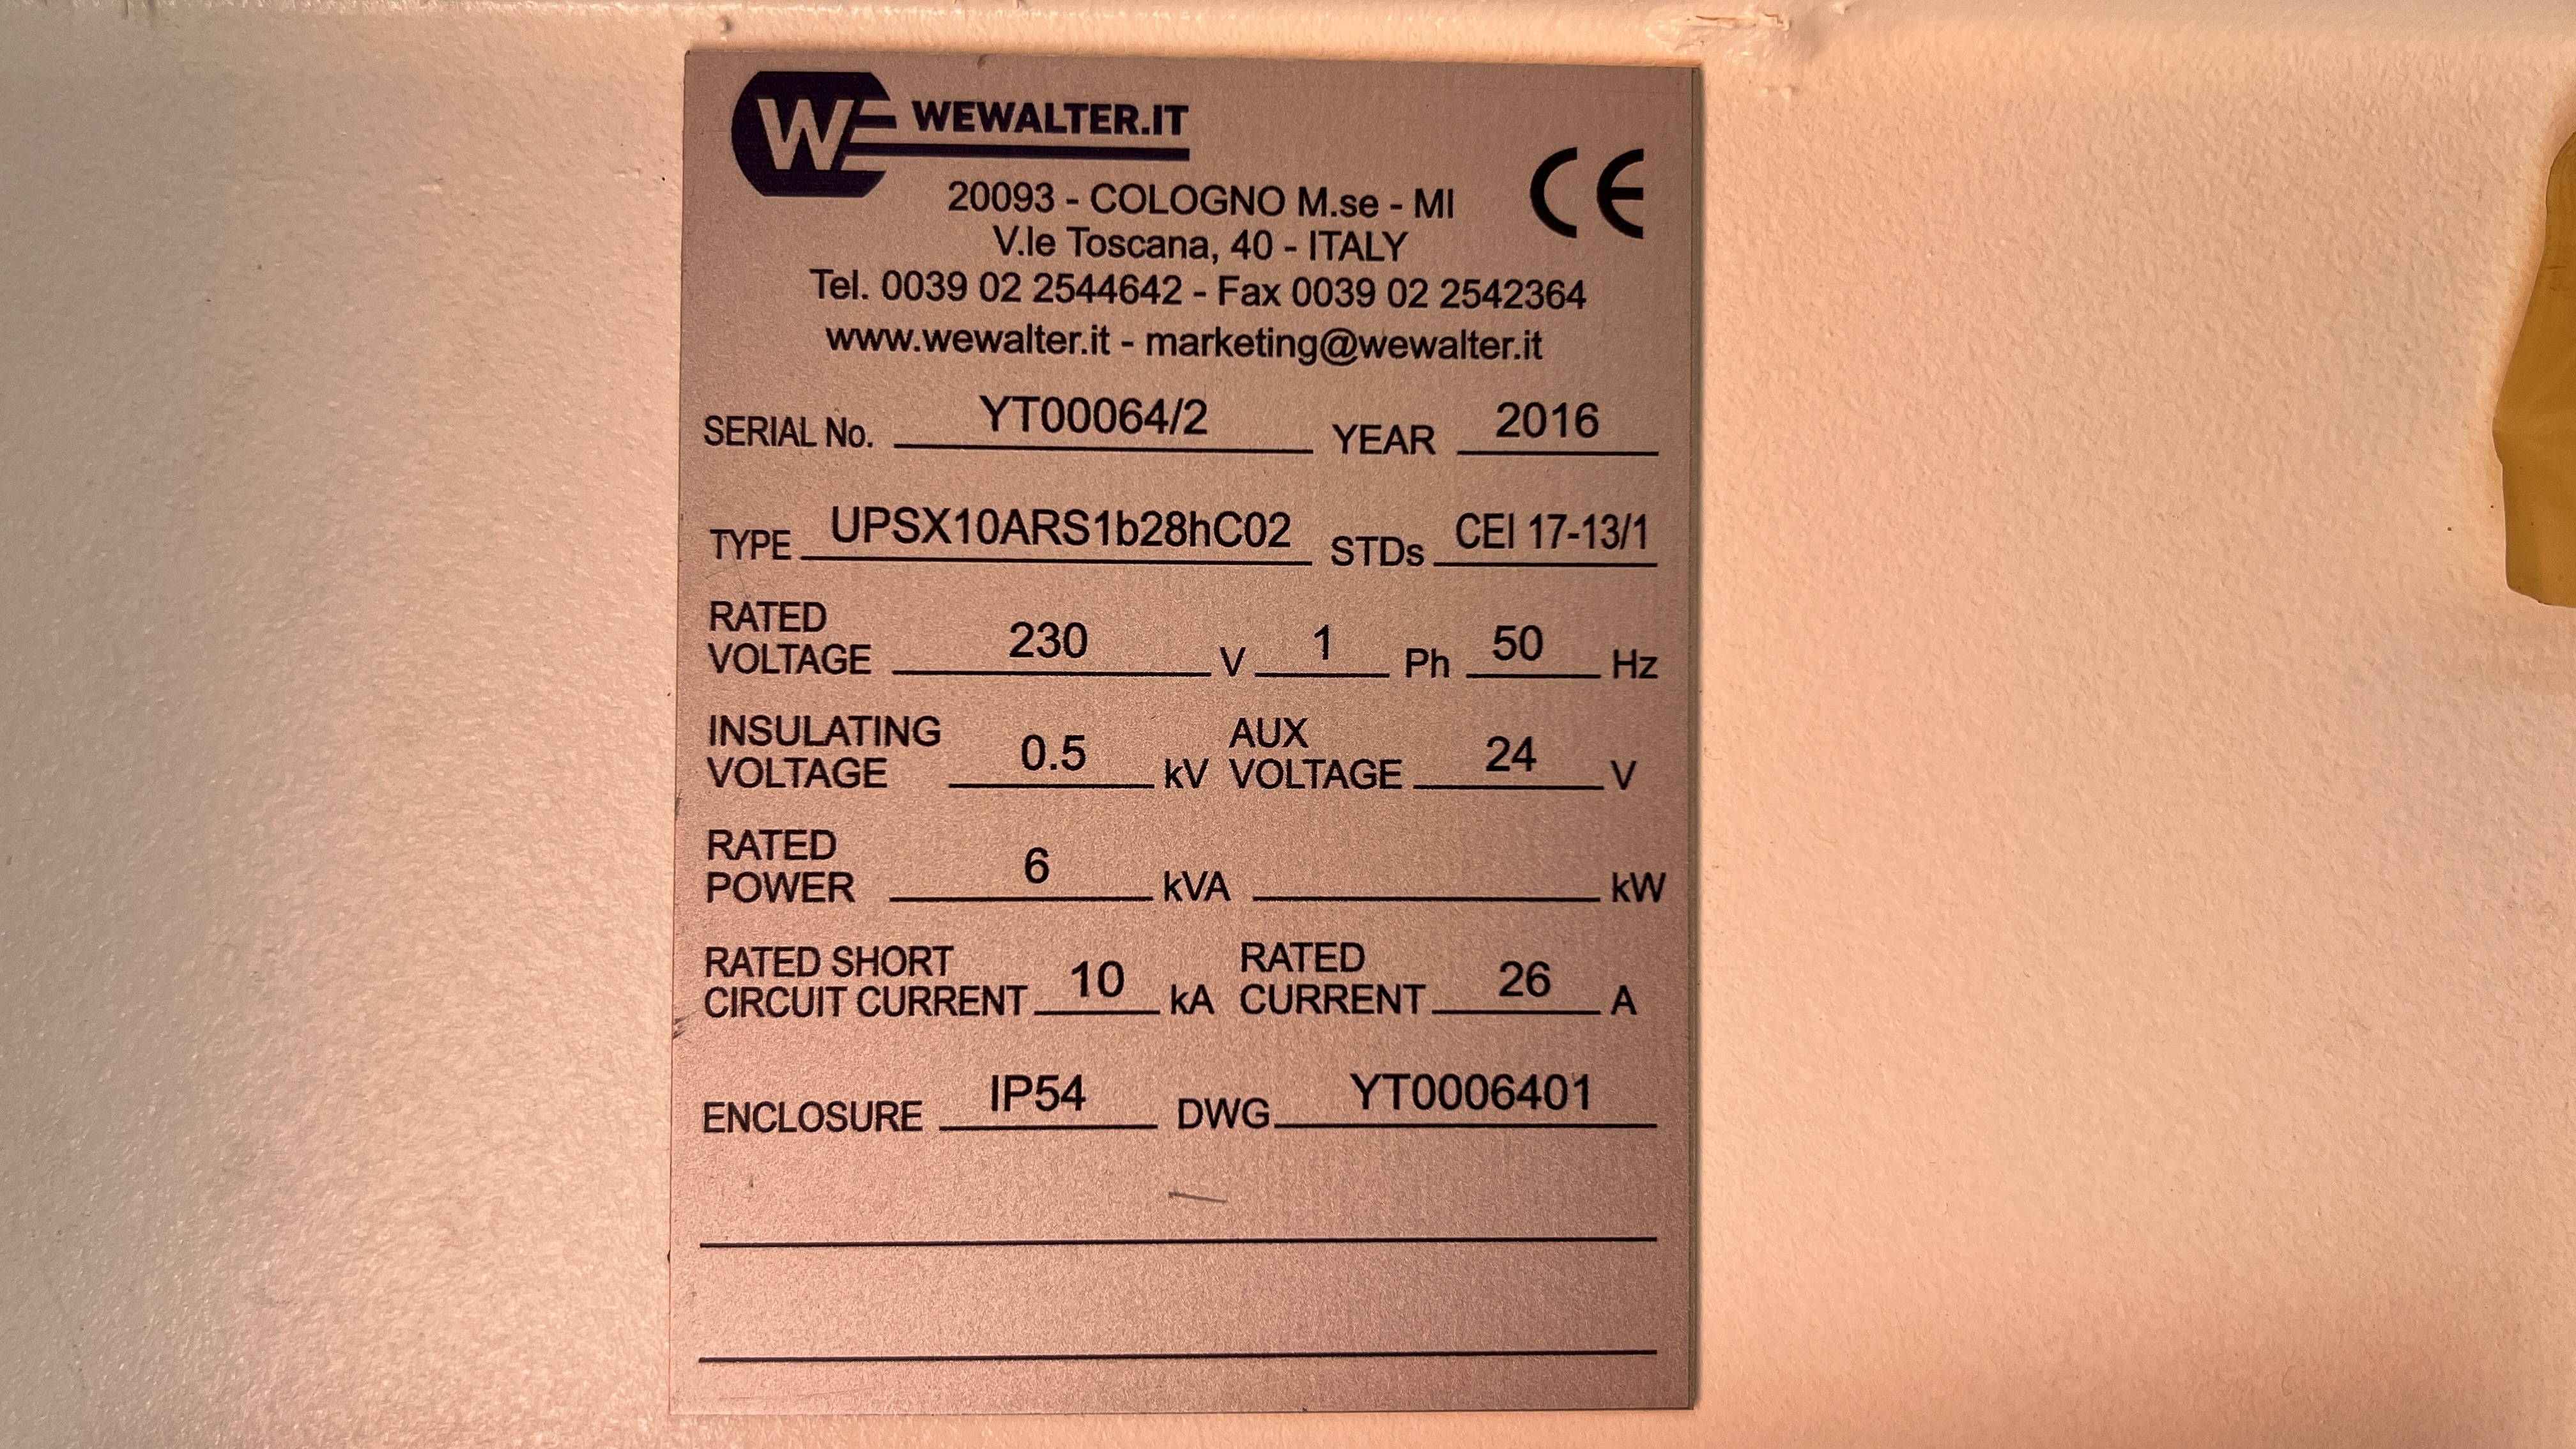 WE WEWALTER.IT
CE
20093 - COLOGNO M.se - MI
V.le Toscana, 40 - ITALY
Tel. 0039 02 2544642 - Fax 0039 02 2542364
www.wewalter.it - marketing@wewalter.it
SERIAL No. YT00064/2 YEAR 2016
TYPE UPSX10ARS1b28hC02 STDs CEI 17-13/1
RATED
VOLTAGE 230 V 1 Ph 50 Hz
INSULATING
VOLTAGE 0.5 kV AUX VOLTAGE 24 V
RATED
POWER 6 kVA kW
RATED SHORT
CIRCUIT CURRENT 10 kA RATED CURRENT 26 A
ENCLOSURE IP54 DWG YT0006401